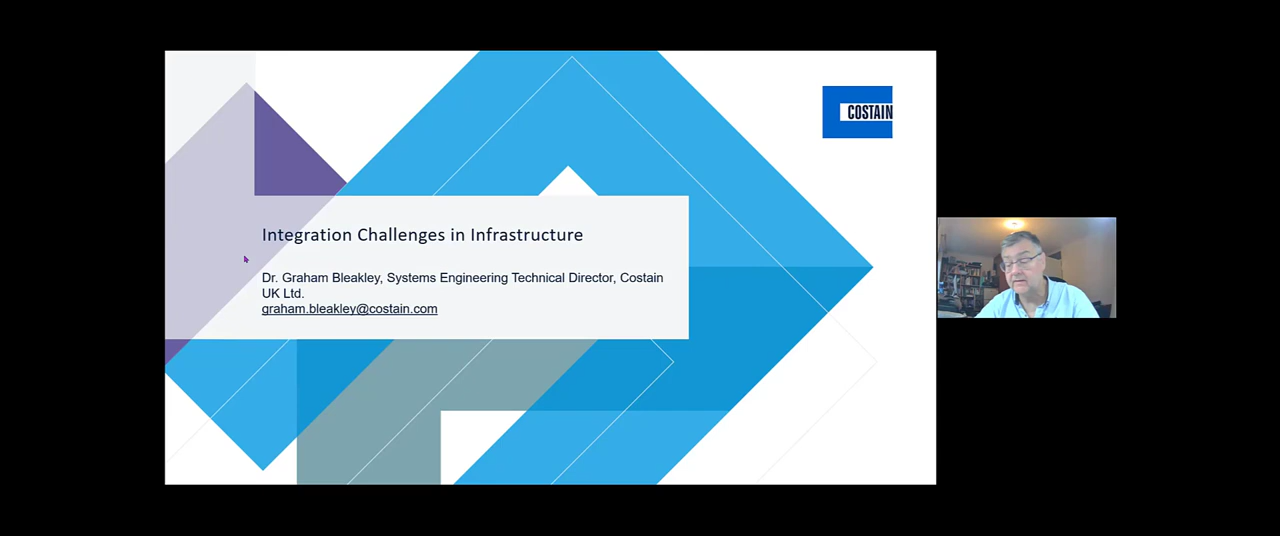 COSTAIN
Integration Challenges in Infrastructure
Dr. Graham Bleakley, Systems Engineering Technical Director, Costain
UK Ltd.
graham.bleakley@costain.com